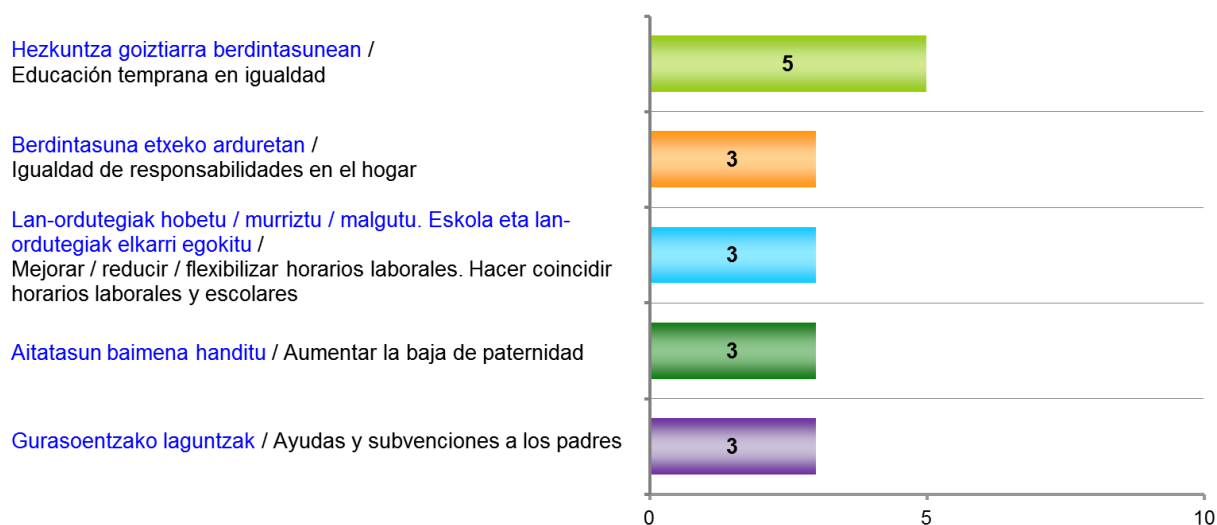 Hezkuntza goiztiarra berdintasunean /
Educación temprana en igualdad
5
Berdintasuna etxeko arduretan /
Igualdad de responsabilidades en el hogar
3
Lan-ordutegiak hobetu / murriztu / malgutu. Eskola eta lan-
ordutegiak elkarri egokitu /
Mejorar / reducir / flexibilizar horarios laborales. Hacer coincidir
horarios laborales y escolares
3
Aitatasun baimena handitu / Aumentar la baja de paternidad
3
Gurasoentzako laguntzak / Ayudas y subvenciones a los padres
3
0 5 10